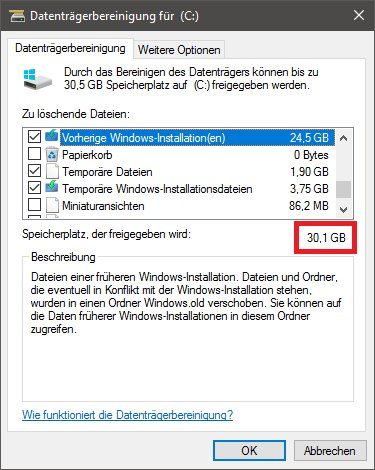 Datenträgerbereinigung für (C:)
Datenträgerbereinigung Weitere Optionen
Durch das Bereinigen des Datenträgers können bis zu
30,5 GB Speicherplatz auf (C:) freigegeben werden.
Zu löschende Dateien:
Vorherige Windows-Installation(en) 24,5 GB
Papierkorb 0 Bytes
Temporäre Dateien 1,90 GB
Temporäre Windows-Installationsdateien 3,75 GB
Miniaturansichten 86,2 MB
Speicherplatz, der freigegeben wird: 30,1 GB
Beschreibung
Dateien einer früheren Windows-Installation. Dateien und Ordner,
die eventuell in Konflikt mit der Windows-Installation stehen,
wurden in einen Ordner Windows.old verschoben. Sie können auf
die Daten früherer Windows-Installationen in diesem Ordner
zugreifen.
Wie funktioniert die Datenträgerbereinigung?
OK Abbrechen